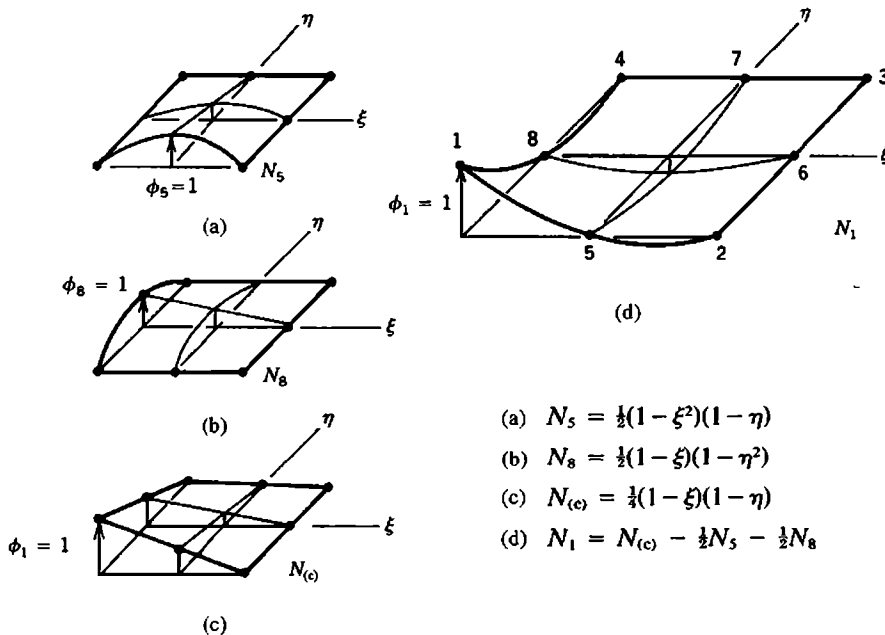 η
ξ
N₅
ϕ₅=1
(a)
η
ϕ₈ = 1
ξ
N₈
(b)
η
ϕ₁ = 1
ξ
N₍c₎
(c)
η
4
7
3
1
8
ξ
6
ϕ₁ = 1
5
2
N₁
(d)
(a) N₅ = ½(1 − ξ²)(1 − η)
(b) N₈ = ½(1 − ξ)(1 − η²)
(c) N₍c₎ = ¼(1 − ξ)(1 − η)
(d) N₁ = N₍c₎ − ½N₅ − ½N₈